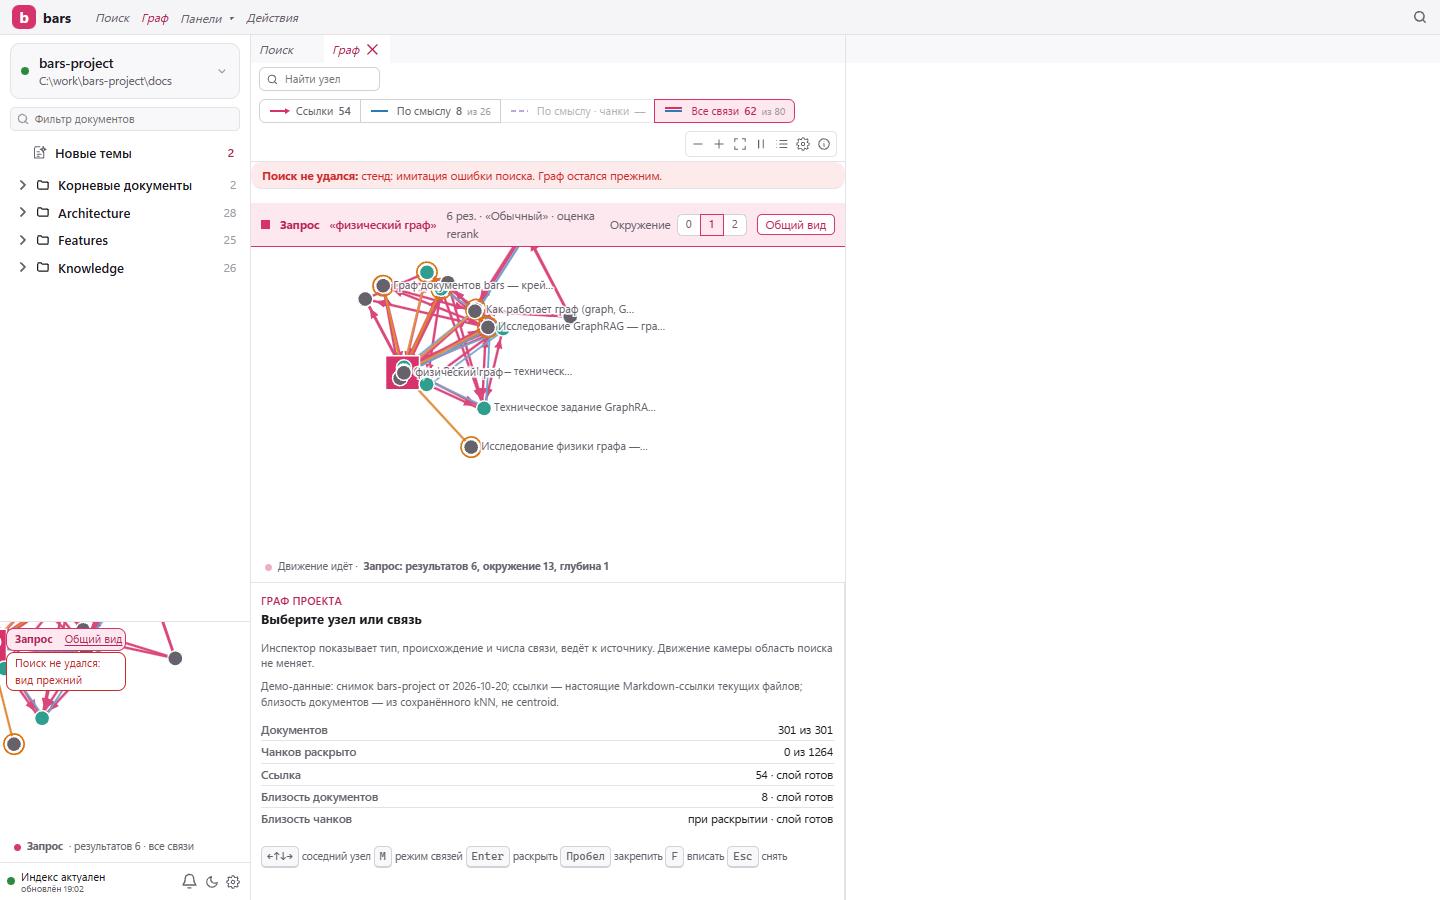 b bars Поиск Граф Панели Действия
bars-project
C:\work\bars-project\docs
Фильтр документов
Новые темы 2
Корневые документы 2
Architecture 28
Features 25
Knowledge 26
Запрос Общий вид
Поиск не удался:
вид прежний
Запрос · результатов 6 · все связи
Индекс актуален
обновлён 19:02
Поиск Граф
Найти узел
Ссылки 54 По смыслу 8 из 26 По смыслу · чанки — Все связи 62 из 80
Поиск не удался: стенд: имитация ошибки поиска. Граф остался прежним.
Запрос «физический граф» 6 рез. · «Обычный» · оценка
rerank
Окружение 0 1 2 Общий вид
Граф документов bars — крей...
Как работает граф (graph, G...
Исследование GraphRAG — гра...
физический граф — техническ...
Техническое задание GraphRA...
Исследование физики графа —...
Движение идёт · Запрос: результатов 6, окружение 13, глубина 1
ГРАФ ПРОЕКТА
Выберите узел или связь
Инспектор показывает тип, происхождение и числа связи, ведёт к источнику. Движение камеры область поиска
не меняет.
Демо-данные: снимок bars-project от 2026-10-20; ссылки — настоящие Markdown-ссылки текущих файлов;
близость документов — из сохранённого kNN, не centroid.
Документов 301 из 301
Чанков раскрыто 0 из 1264
Ссылка 54 · слой готов
Близость документов 8 · слой готов
Близость чанков при раскрытии · слой готов
←↑↓→ соседний узел M режим связей Enter раскрыть Пробел закрепить F вписать Esc снять